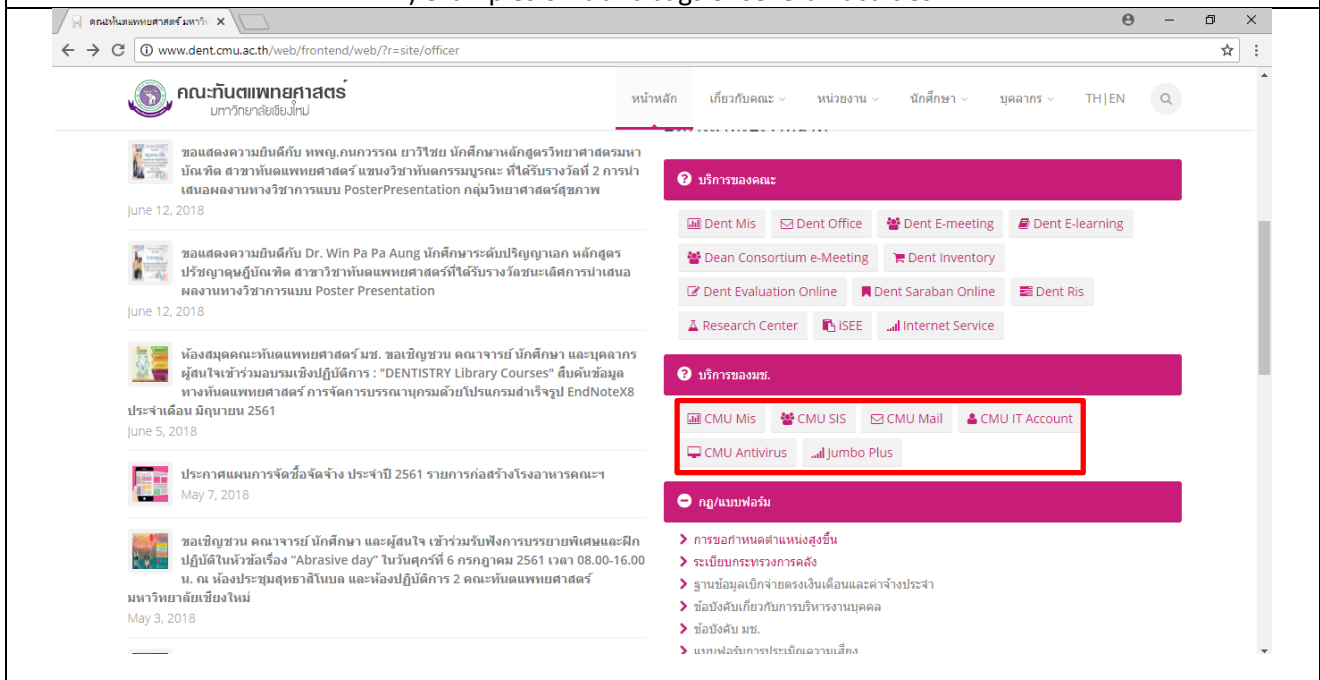 คณะทันตแพทยศาสตร์ มหาวิ
www.dent.cmu.ac.th/web/frontend/web/?r=site/officer
คณะทันตแพทยศาสตร์
มหาวิทยาลัยเชียงใหม่
หน้าหลัก เกี่ยวกับคณะ หน่วยงาน นักศึกษา บุคลากร TH|EN
ขอแสดงความยินดีกับ ทพญ.กนกวรรณ ยาวิไชย นักศึกษาหลักสูตรวิทยาศาสตรมหา
บัณฑิต สาขาทันตแพทยศาสตร์ แขนงวิชาทันตกรรมบูรณะ ที่ได้รับรางวัลที่ 2 การนำ
เสนอผลงานทางวิชาการแบบ PosterPresentation กลุ่มวิทยาศาสตร์สุขภาพ
June 12, 2018
ขอแสดงความยินดีกับ Dr. Win Pa Pa Aung นักศึกษาระดับปริญญาเอก หลักสูตร
ปรัชญาดุษฎีบัณฑิต สาขาวิชาทันตแพทยศาสตร์ที่ได้รับรางวัลชนะเลิศการนำเสนอ
ผลงานทางวิชาการแบบ Poster Presentation
June 12, 2018
ห้องสมุดคณะทันตแพทยศาสตร์ มช. ขอเชิญชวน คณาจารย์ นักศึกษา และบุคลากร
ผู้สนใจเข้าร่วมอบรมเชิงปฏิบัติการ : "DENTISTRY Library Courses" สืบค้นข้อมูล
ทางทันตแพทยศาสตร์ การจัดการบรรณานุกรมด้วยโปรแกรมสำเร็จรูป EndNoteX8
ประจำเดือน มิถุนายน 2561
June 5, 2018
ประกาศแผนการจัดซื้อจัดจ้าง ประจำปี 2561 รายการก่อสร้างโรงอาหารคณะฯ
May 7, 2018
ขอเชิญชวน คณาจารย์ นักศึกษา และผู้สนใจ เข้าร่วมรับฟังการบรรยายพิเศษและฝึก
ปฏิบัติในหัวข้อเรื่อง "Abrasive day" ในวันศุกร์ที่ 6 กรกฎาคม 2561 เวลา 08.00-16.00
น. ณ ห้องประชุมสุทธาสิโนบล และห้องปฏิบัติการ 2 คณะทันตแพทยศาสตร์
มหาวิทยาลัยเชียงใหม่
May 3, 2018
บริการของคณะ
Dent Mis Dent Office Dent E-meeting Dent E-learning
Dean Consortium e-Meeting Dent Inventory
Dent Evaluation Online Dent Saraban Online Dent Ris
Research Center iSEE Internet Service
บริการของมช.
CMU Mis CMU SIS CMU Mail CMU IT Account
CMU Antivirus Jumbo Plus
กฏ/แบบฟอร์ม
การขอกำหนดตำแหน่งสูงขึ้น
ระเบียบกระทรวงการคลัง
ฐานข้อมูลเบิกจ่ายตรงเงินเดือนและค่าจ้างประจำ
ข้อบังคับเกี่ยวกับการบริหารงานบุคคล
ข้อบังคับ มช.
แบบฟอร์มการประเมินความเสี่ยง